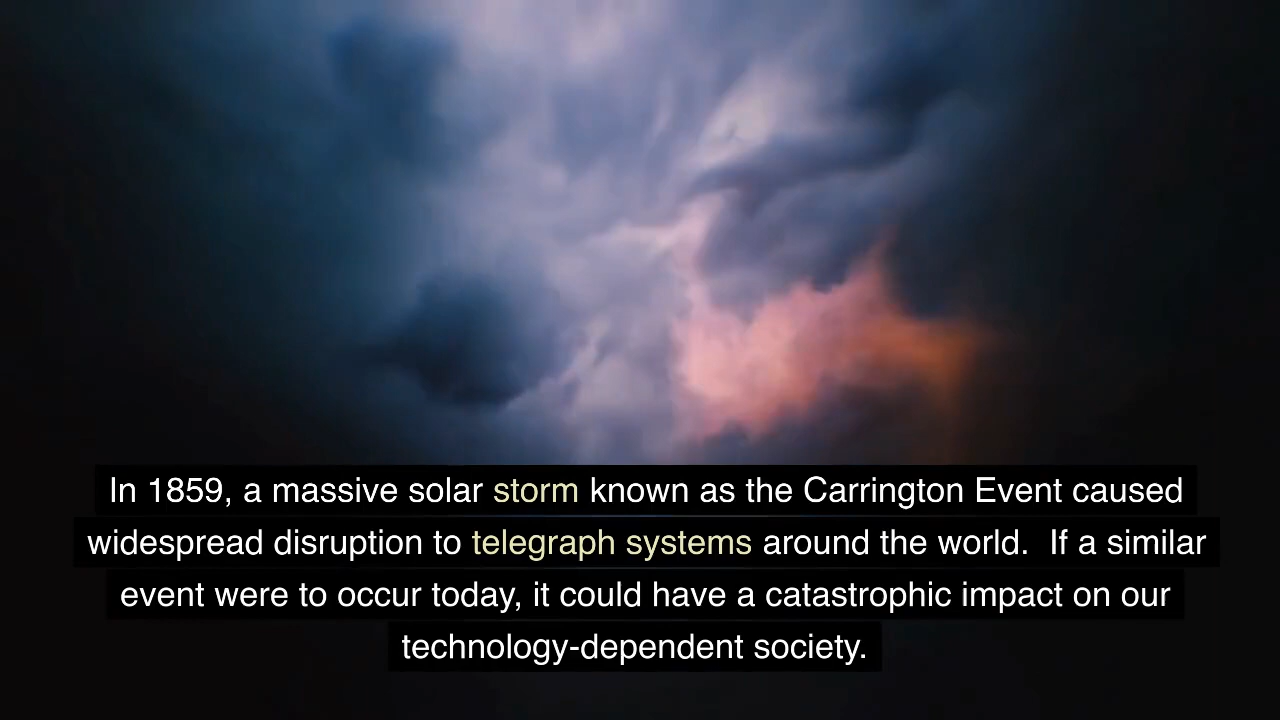 In 1859, a massive solar storm known as the Carrington Event caused
widespread disruption to telegraph systems around the world.  If a similar
event were to occur today, it could have a catastrophic impact on our
technology-dependent society.